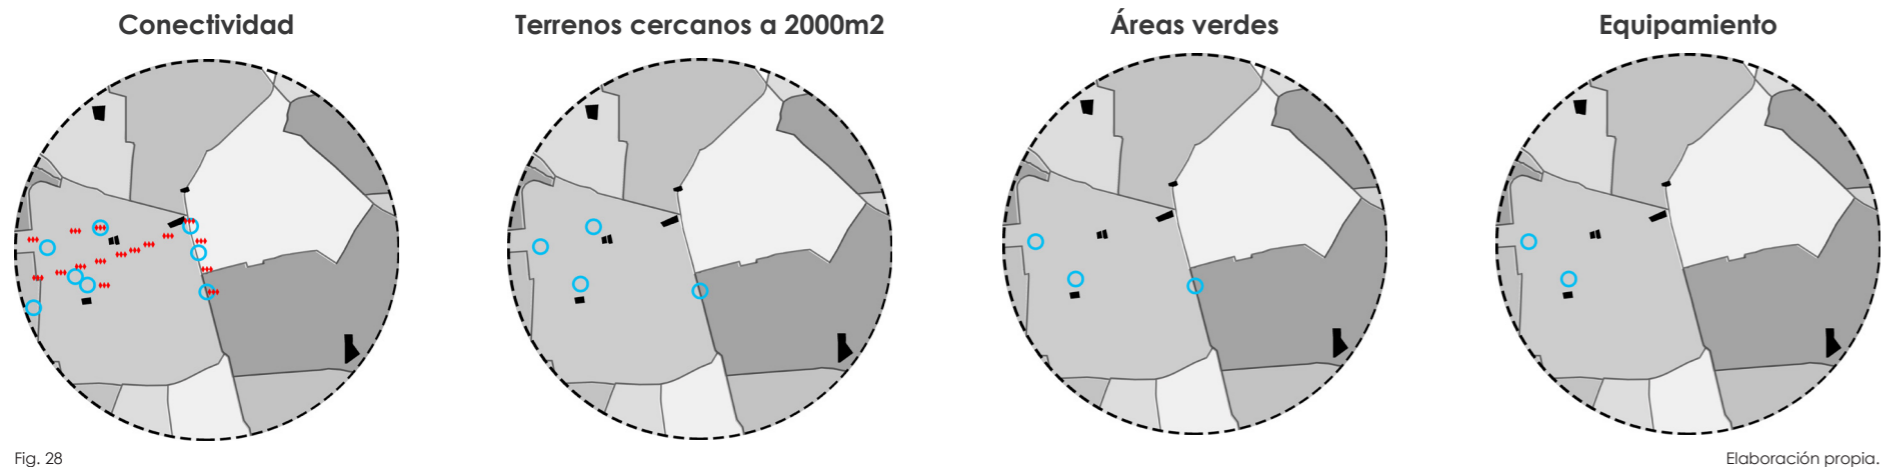 Conectividad
Terrenos cercanos a 2000m2
Áreas verdes
Equipamiento
Fig. 28
Elaboración propia.